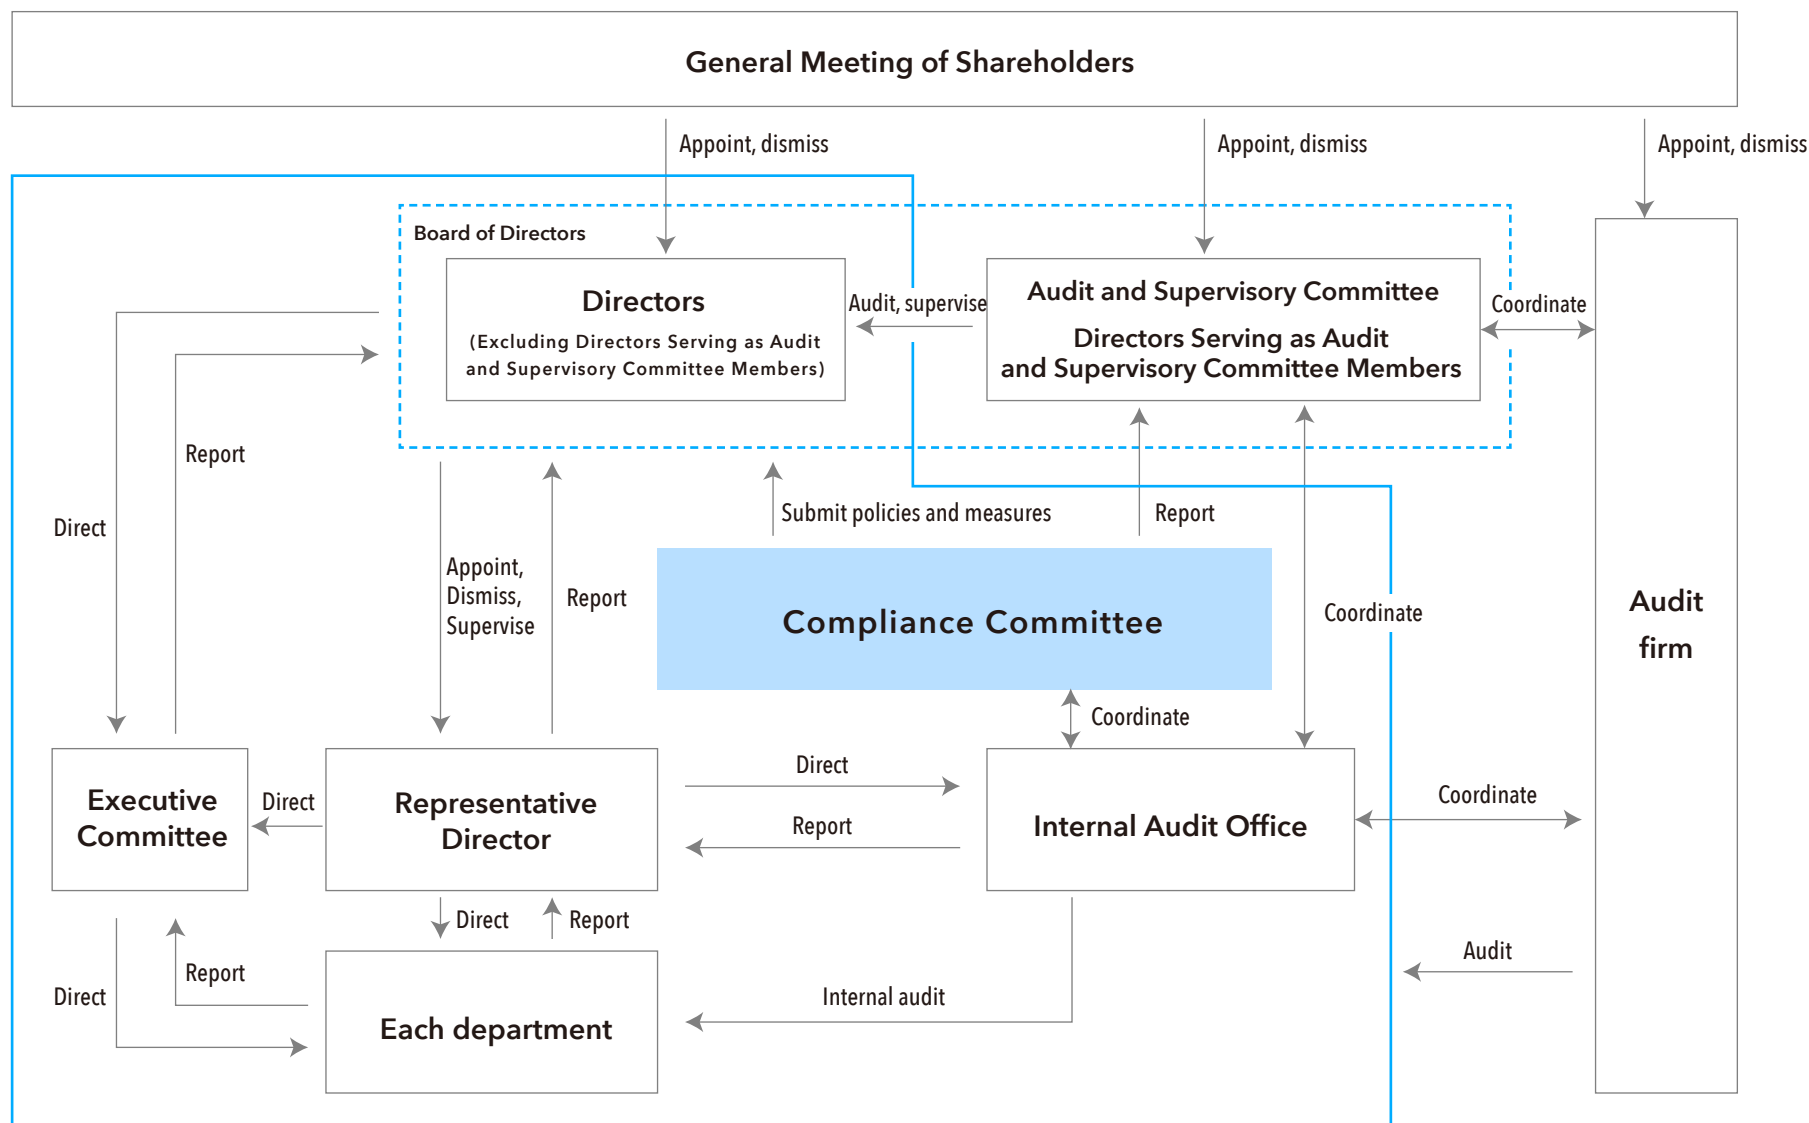 General Meeting of Shareholders
Appoint, dismiss
Appoint, dismiss
Appoint, dismiss
Board of Directors
Directors
(Excluding Directors Serving as Audit
and Supervisory Committee Members)
Audit, supervise
Audit and Supervisory Committee
Directors Serving as Audit
and Supervisory Committee Members
Coordinate
Report
Direct
Submit policies and measures
Report
Appoint,
Dismiss,
Supervise
Report
Compliance Committee
Coordinate
Audit
firm
Coordinate
Executive
Committee
Direct
Representative
Director
Direct
Report
Internal Audit Office
Coordinate
Direct
Report
Report
Direct
Each department
Internal audit
Audit